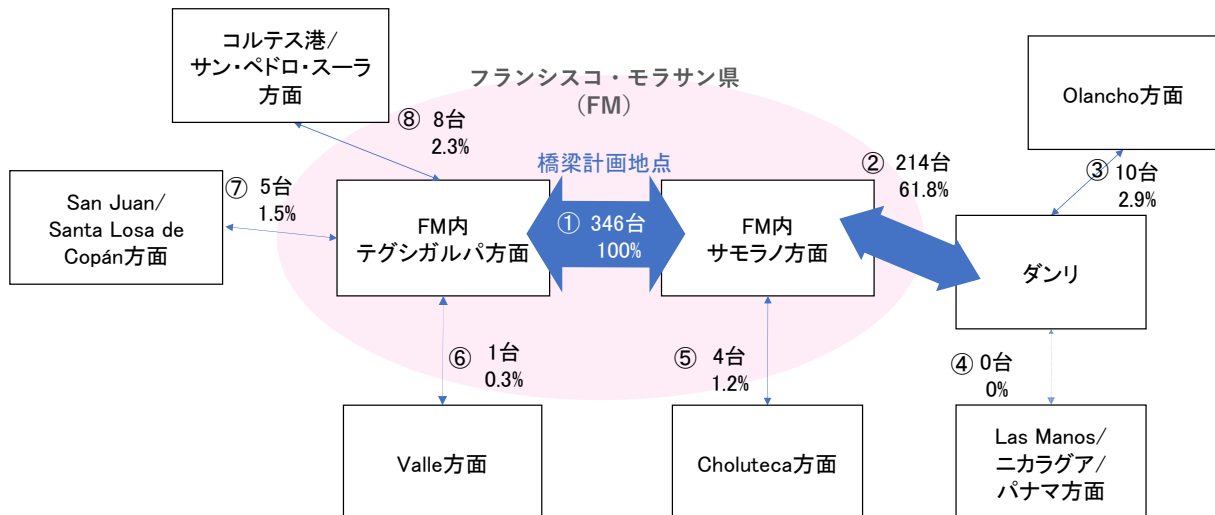 コルテス港/
サン・ペドロ・スーラ
方面
フランシスコ・モラサン県
(FM)
Olancho方面
⑧ 8台
2.3%
橋梁計画地点
② 214台
61.8%
③ 10台
2.9%
⑦ 5台
1.5%
San Juan/
Santa Losa de
Copán方面
FM内
テグシガルパ方面
① 346台
100%
FM内
サモラノ方面
ダンリ
⑥ 1台
0.3%
⑤ 4台
1.2%
④ 0台
0%
Valle方面
Choluteca方面
Las Manos/
ニカラグア/
パナマ方面